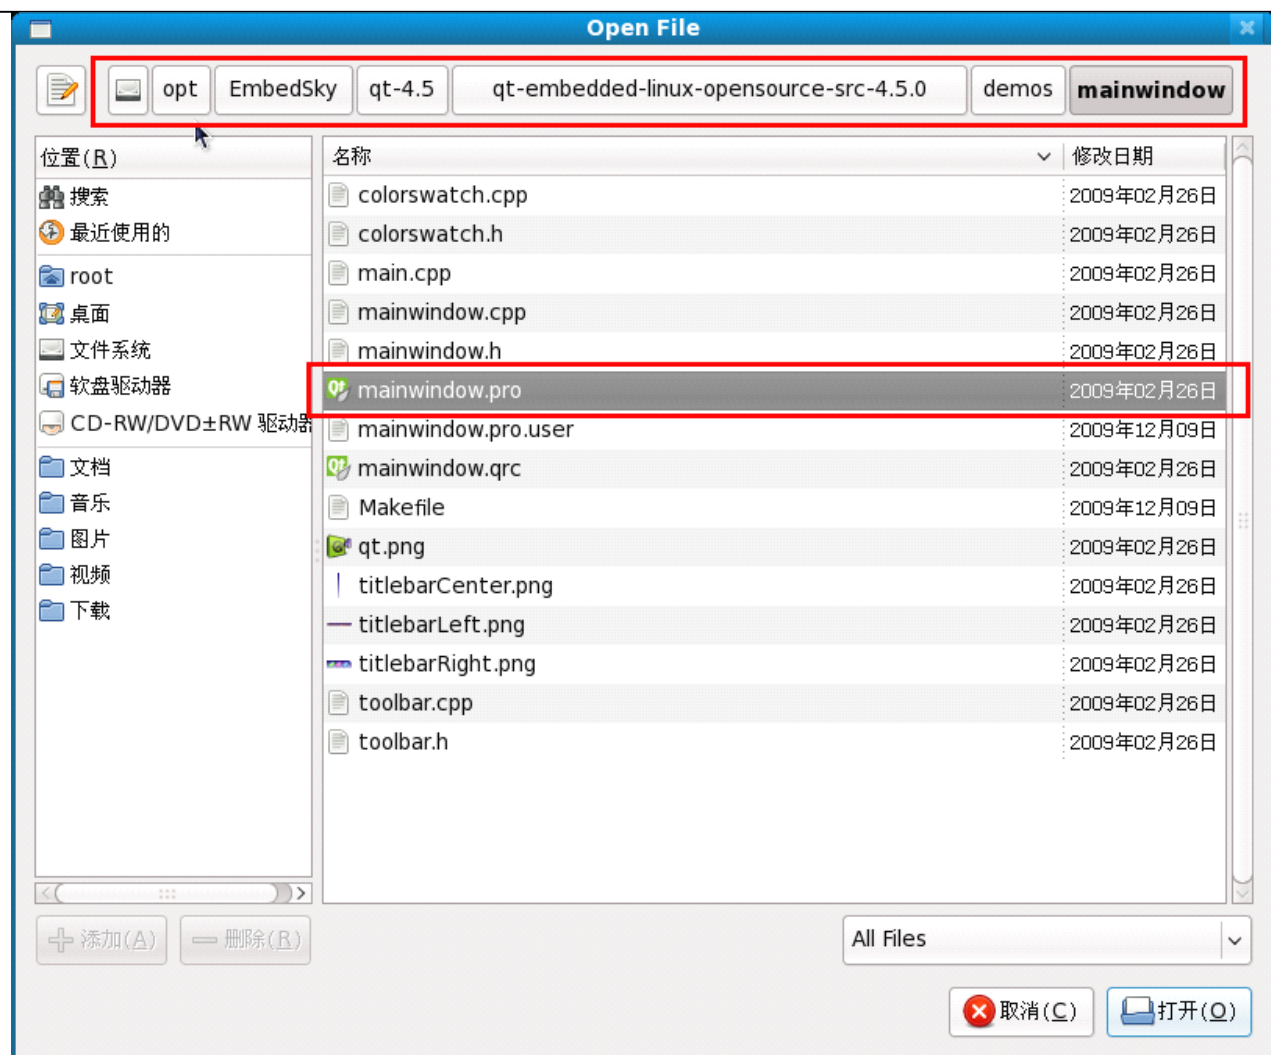 Open File
opt EmbedSky qt-4.5 qt-embedded-linux-opensource-src-4.5.0 demos mainwindow
位置(R)
搜索
最近使用的
root
桌面
文件系统
软盘驱动器
CD-RW/DVD±RW 驱动器
文档
音乐
图片
视频
下载
名称 修改日期
colorswatch.cpp 2009年02月26日
colorswatch.h 2009年02月26日
main.cpp 2009年02月26日
mainwindow.cpp 2009年02月26日
mainwindow.h 2009年02月26日
mainwindow.pro 2009年02月26日
mainwindow.pro.user 2009年12月09日
mainwindow.qrc 2009年02月26日
Makefile 2009年12月09日
qt.png 2009年02月26日
titlebarCenter.png 2009年02月26日
titlebarLeft.png 2009年02月26日
titlebarRight.png 2009年02月26日
toolbar.cpp 2009年02月26日
toolbar.h 2009年02月26日
添加(A) 删除(R)
All Files
取消(C) 打开(O)